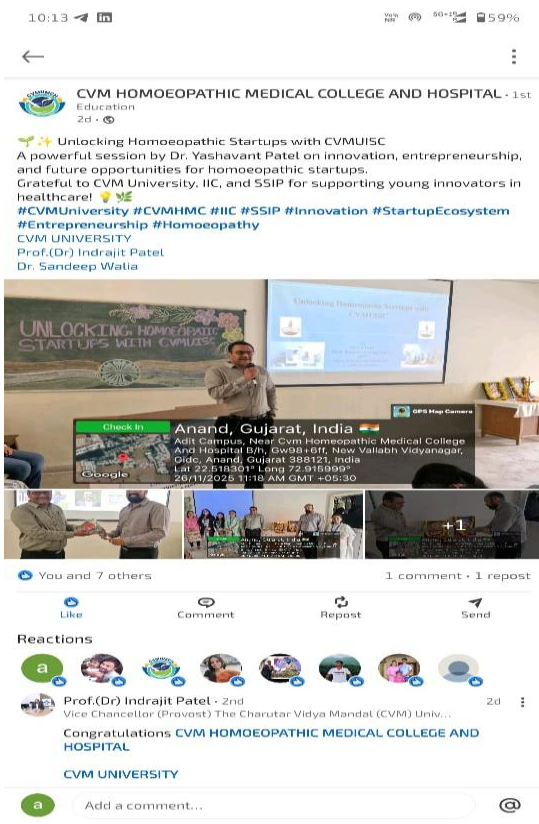 10:13
5G+
59%
CVM HOMOEOPATHIC MEDICAL COLLEGE AND HOSPITAL • 1st
Education
2d •
Unlocking Homoeopathic Startups with CVMUISC
A powerful session by Dr. Yashavant Patel on innovation, entrepreneurship,
and future opportunities for homoeopathic startups.
Grateful to CVM University, IIC, and SSIP for supporting young innovators in
healthcare!
#CVMUniversity #CVMHMC #IIC #SSIP #Innovation #StartupEcosystem
#Entrepreneurship #Homoeopathy
CVM UNIVERSITY
Prof.(Dr) Indrajit Patel
Dr. Sandeep Walia
UNLOCKING HOMOEOPATIC
STARTUPS WITH CVMUISC
Unlocking Homeopathy Startups with
CVMUISC
GPS Map Camera
Check In
Google
Anand, Gujarat, India
Adit Campus, Near Cvm Homeopathic Medical College
And Hospital B/h, Gw98+6ff, New Vallabh Vidyanagar,
Gidc, Anand, Gujarat 388121, India
Lat 22.518301° Long 72.915999°
26/11/2025 11:18 AM GMT +05:30
+1
You and 7 others
1 comment • 1 repost
Like
Comment
Repost
Send
Reactions
a
Prof.(Dr) Indrajit Patel • 2nd
2d
Vice Chancellor (Provost) The Charutar Vidya Mandal (CVM) Univ...
Congratulations CVM HOMOEOPATHIC MEDICAL COLLEGE AND
HOSPITAL
CVM UNIVERSITY
a
Add a comment...
@